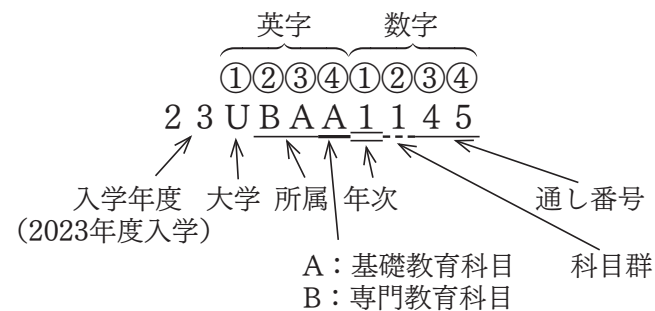 英字 数字
①②③④①②③④
23UBAA1145
入学年度 大学 所属 年次 通し番号
(2023年度入学)
A:基礎教育科目 科目群
B:専門教育科目